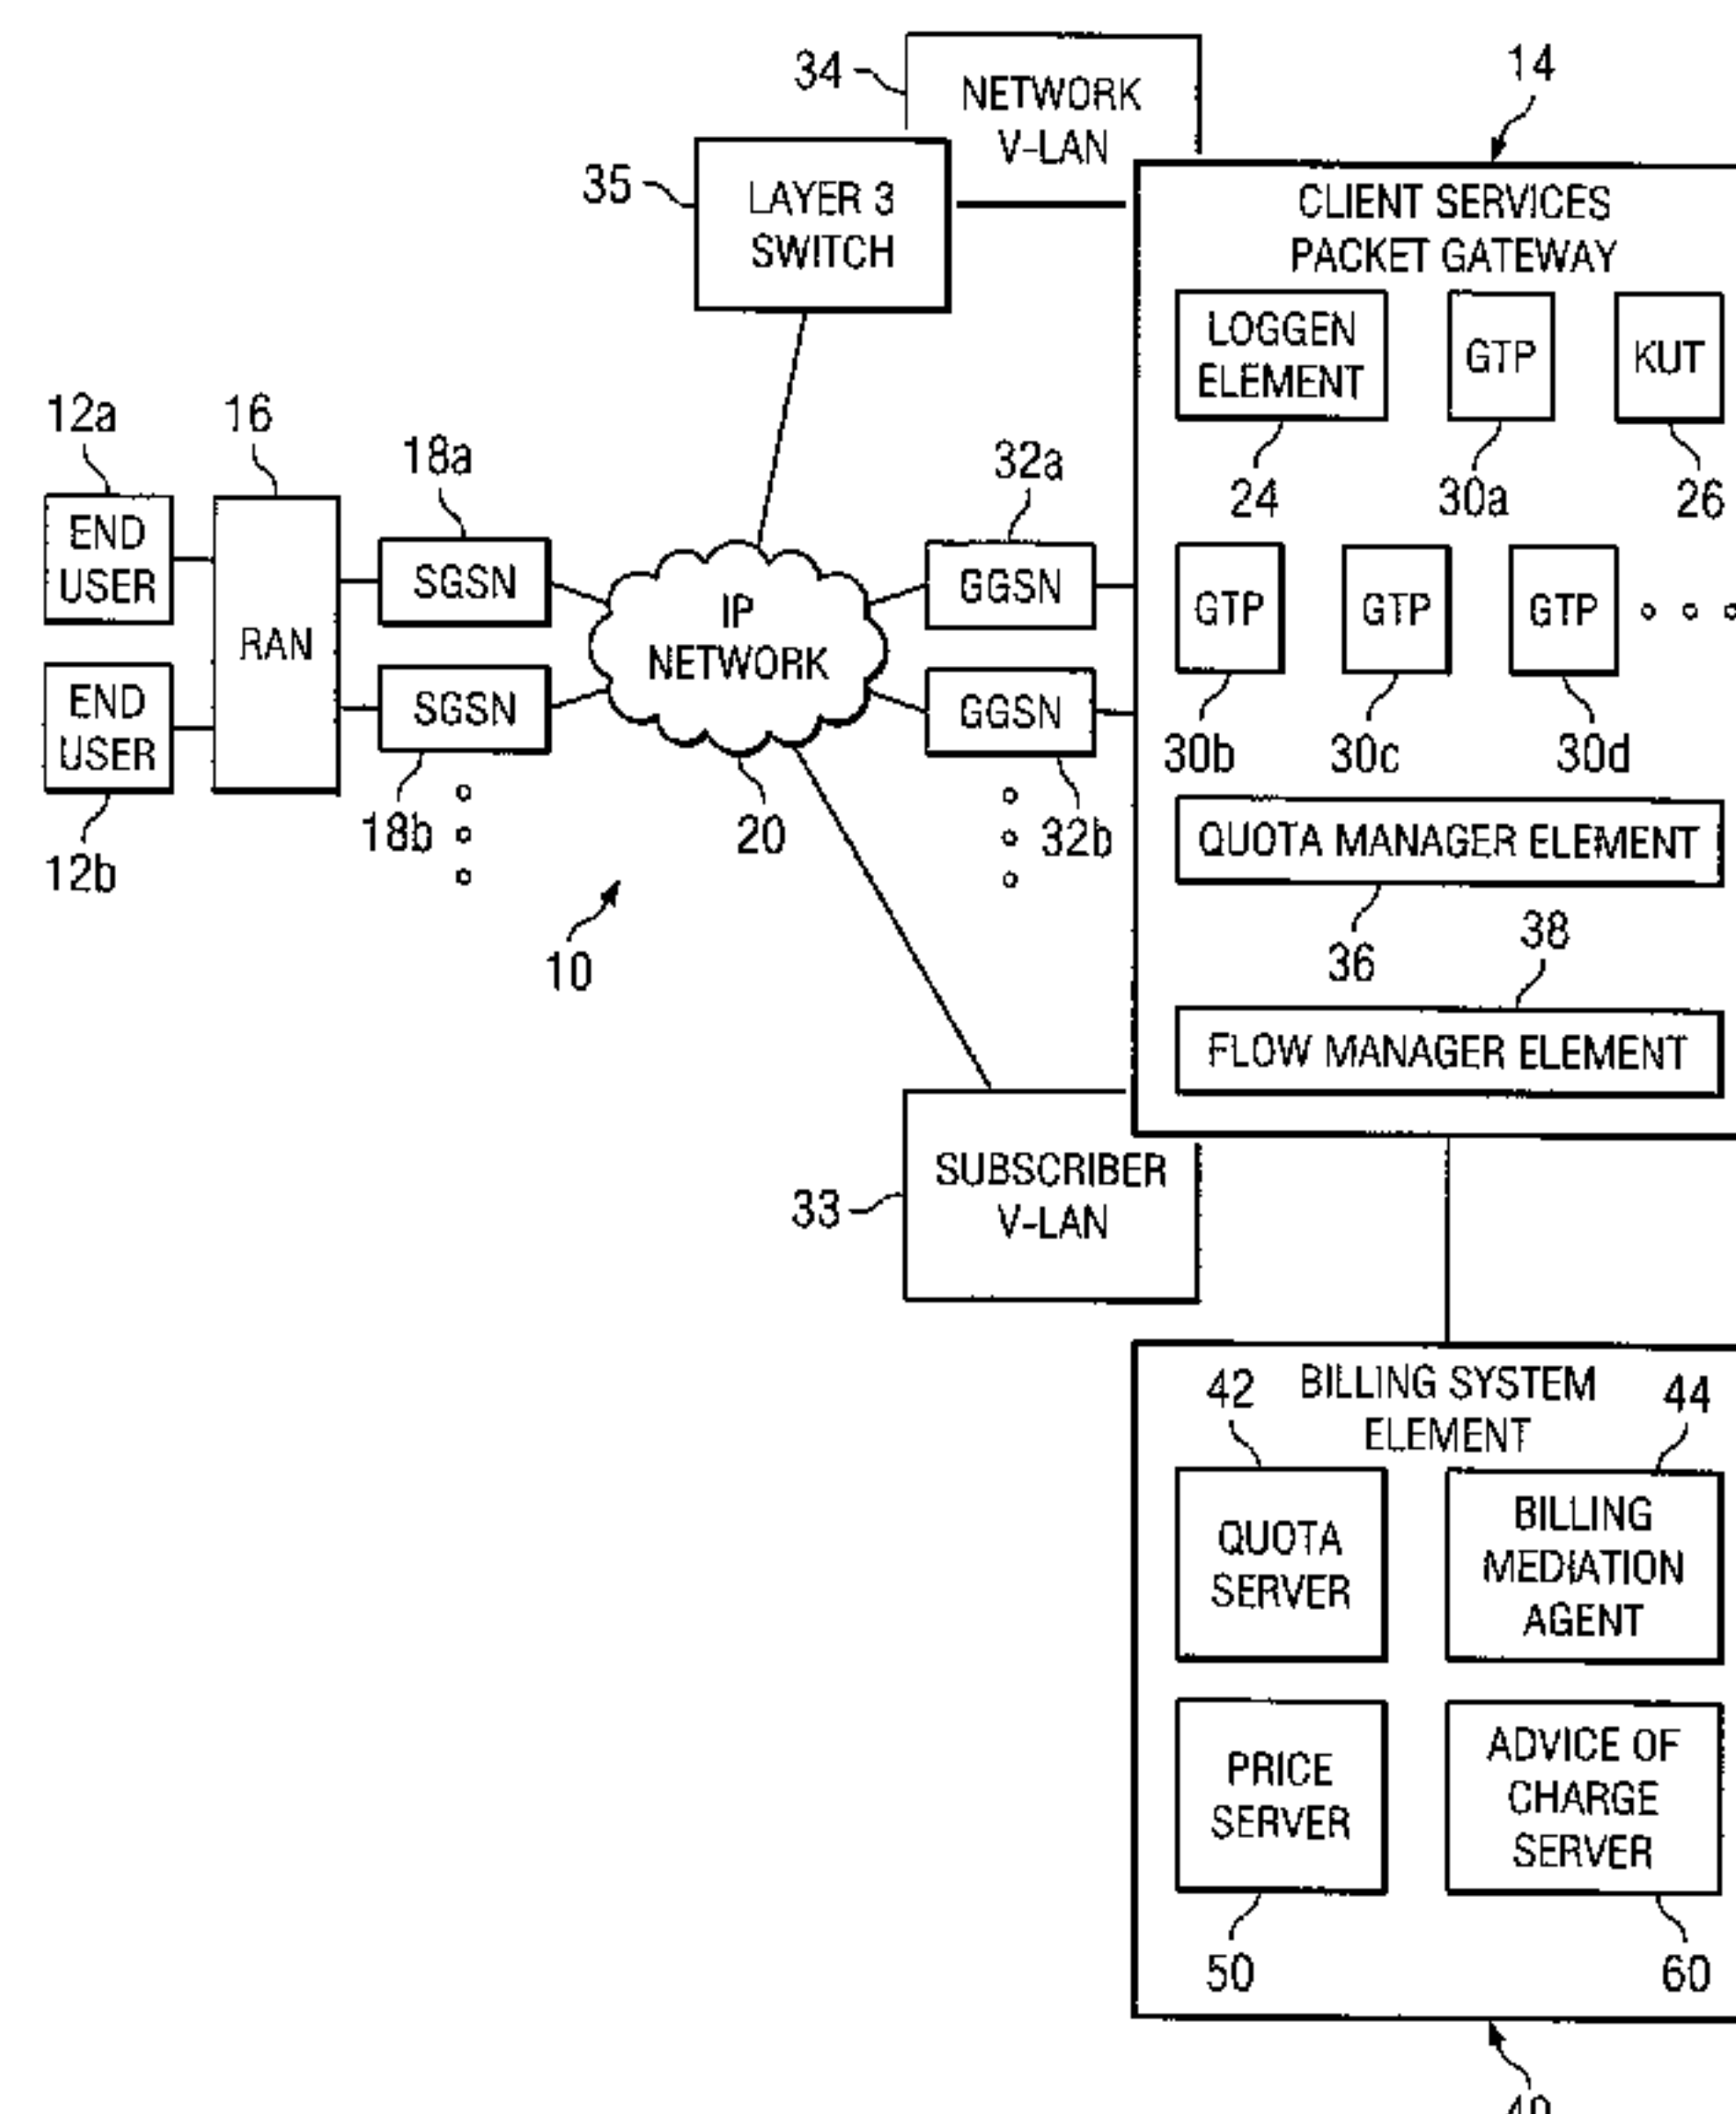 34
NETWORK
V-LAN
14
35
LAYER 3
SWITCH
CLIENT SERVICES
PACKET GATEWAY
LOGGEN
ELEMENT
GTP
KUT
24
30a
26
12a
16
18a
32a
END
USER
RAN
SGSN
IP
NETWORK
GGSN
GTP
GTP
GTP
END
USER
SGSN
GGSN
30b
30c
30d
12b
18b
20
32b
QUOTA MANAGER ELEMENT
10
36
38
FLOW MANAGER ELEMENT
33
SUBSCRIBER
V-LAN
42
BILLING SYSTEM
ELEMENT
44
QUOTA
SERVER
BILLING
MEDIATION
AGENT
PRICE
SERVER
ADVICE OF
CHARGE
SERVER
50
60